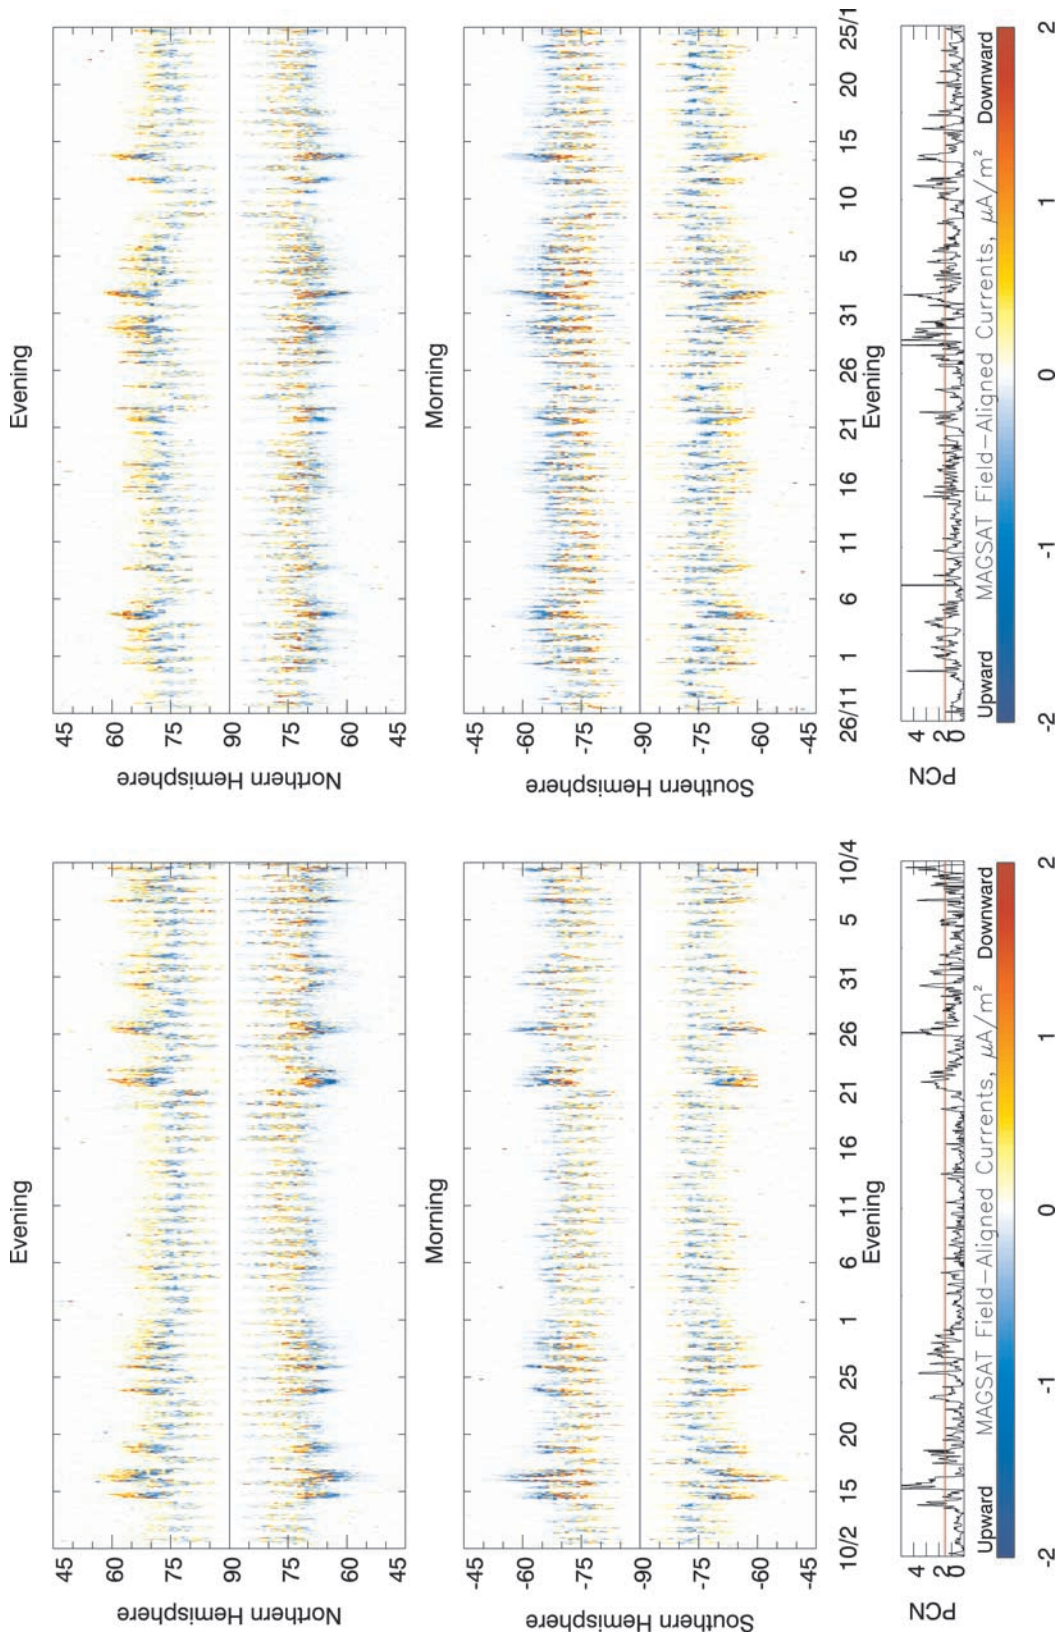 Evening
45
60
75
90
75
60
45
Northern Hemisphere
Morning
-45
-60
-75
-90
-75
-60
-45
Southern Hemisphere
10/2 15 20 25 1 6 11 16 21 26 31 5 10/4
Evening
PCN
4
2
0
Upward MAGSAT Field-Aligned Currents, μA/m² Downward
-2 -1 0 1 2
Evening
45
60
75
90
75
60
45
Northern Hemisphere
Morning
-45
-60
-75
-90
-75
-60
-45
Southern Hemisphere
26/11 1 6 11 16 21 26 31 5 10 15 20 25/1
Evening
PCN
4
2
0
Upward MAGSAT Field-Aligned Currents, μA/m² Downward
-2 -1 0 1 2